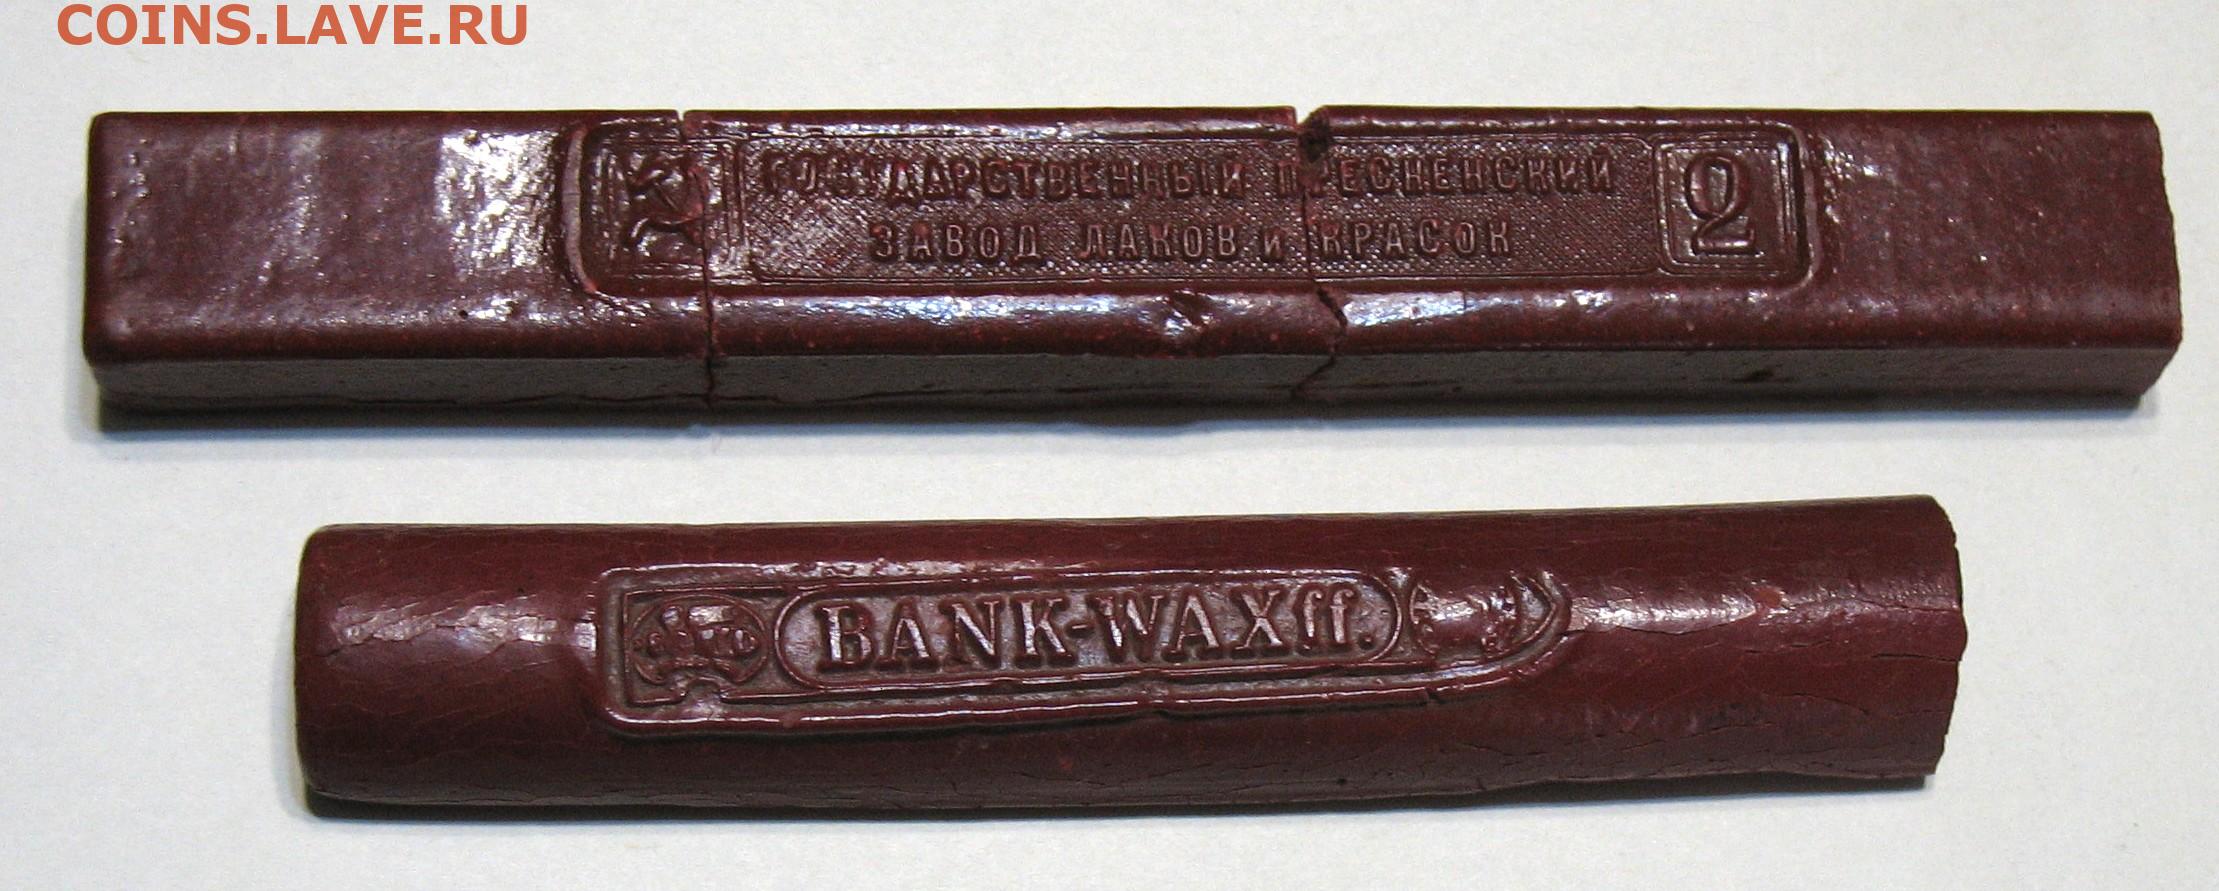 COINS.LAVE.RU
ГОСУДАРСТВЕННЫЙ ПРЕСНЕНСКИЙ
2
ЗАВОД ЛАКОВ и КРАСОК
BANK-WAX ff.